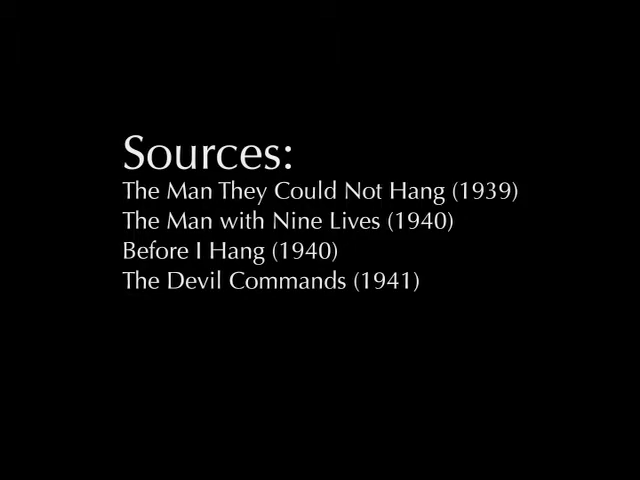 Sources:
The Man They Could Not Hang (1939)
The Man with Nine Lives (1940)
Before I Hang (1940)
The Devil Commands (1941)